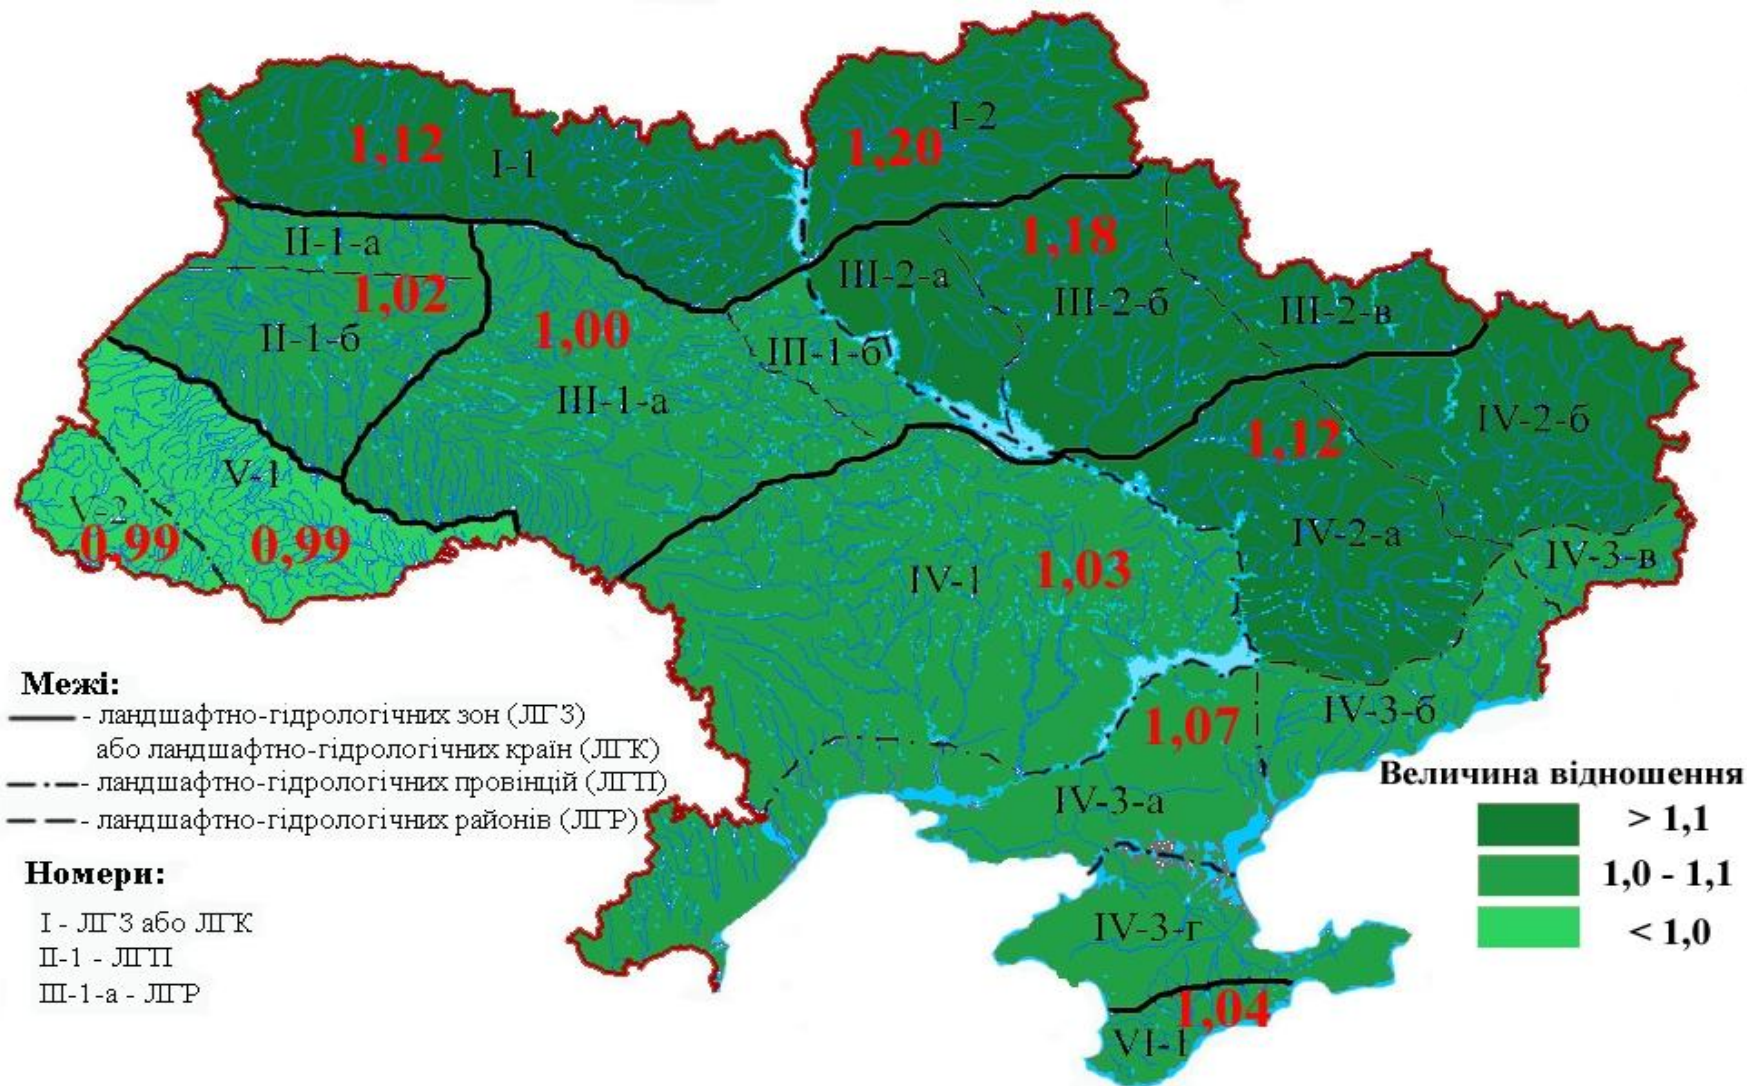 I-2
1,12
1,20
I-1
1,18
II-1-а
III-2-а
1,02
III-2-б
III-2-в
1,00
II-1-б
III-1-б
III-1-а
IV-2-б
1,12
V-1
V-2
0,99
0,99
IV-2-а
IV-3-в
IV-1
1,03
Межі:
- ландшафтно-гідрологічних зон (ЛГЗ)
або ландшафтно-гідрологічних країн (ЛГК)
- ландшафтно-гідрологічних провінцій (ЛГП)
- ландшафтно-гідрологічних районів (ЛГР)
1,07
IV-3-б
IV-3-а
Величина відношення
> 1,1
1,0 - 1,1
< 1,0
Номери:
I - ЛГЗ або ЛГК
II-1 - ЛГП
III-1-а - ЛГР
IV-3-г
1,04
VI-1